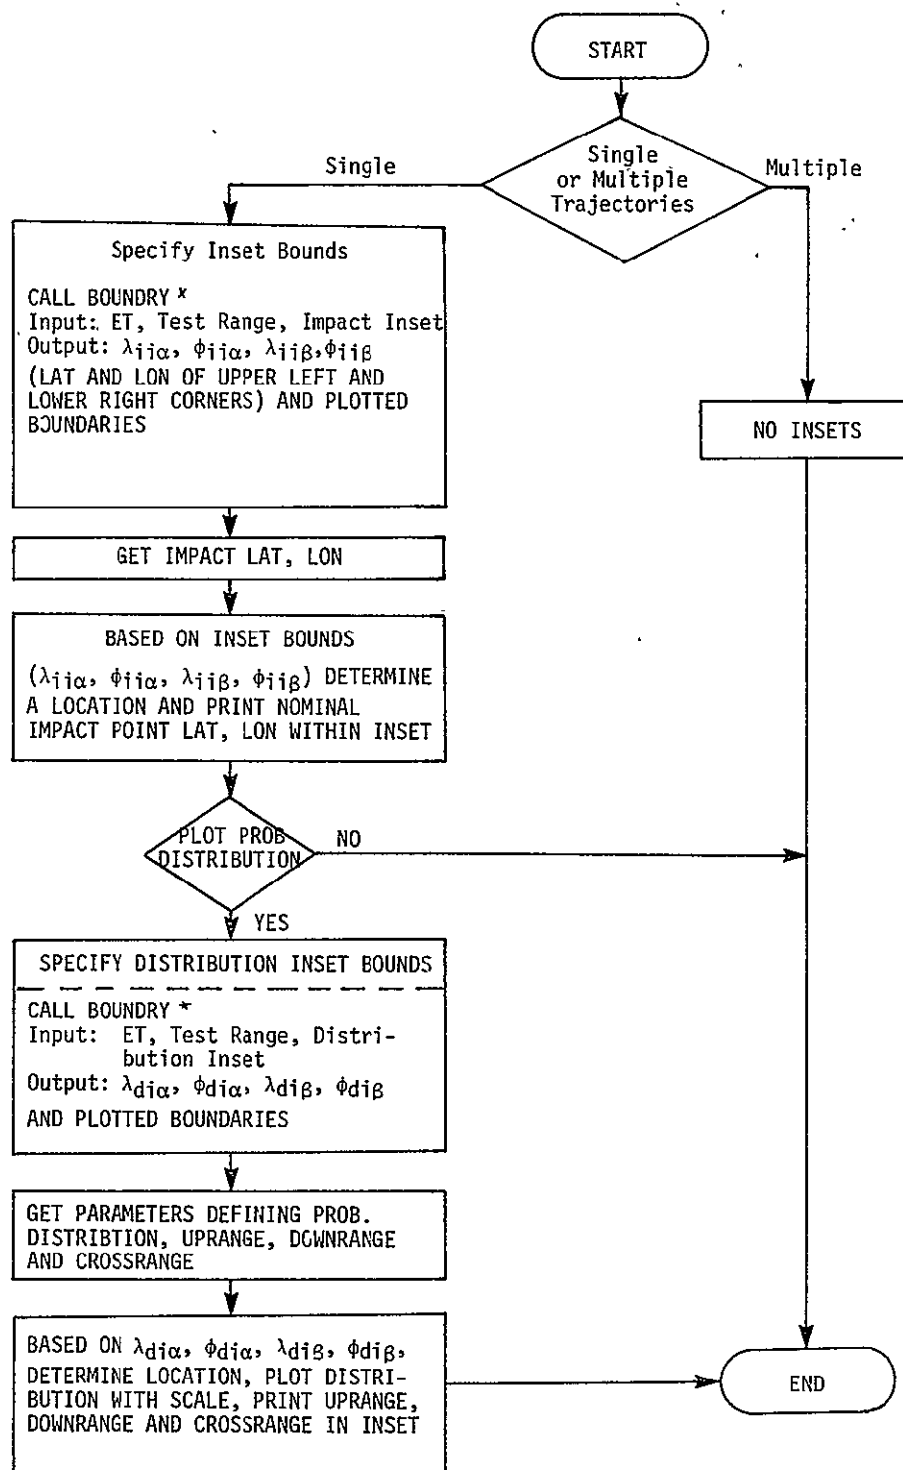 START
Single
or Multiple
Trajectories
Single
Multiple
Specify Inset Bounds
CALL BOUNDRY *
Input: ET, Test Range, Impact Inset
Output: λiiα, φiiα, λiiβ, φiiβ
(LAT AND LON OF UPPER LEFT AND
LOWER RIGHT CORNERS) AND PLOTTED
BOUNDARIES
NO INSETS
GET IMPACT LAT, LON
BASED ON INSET BOUNDS
(λiiα, φiiα, λiiβ, φiiβ) DETERMINE
A LOCATION AND PRINT NOMINAL
IMPACT POINT LAT, LON WITHIN INSET
PLOT PROB
DISTRIBUTION
NO
YES
SPECIFY DISTRIBUTION INSET BOUNDS
CALL BOUNDRY *
Input: ET, Test Range, Distri-
bution Inset
Output: λdiα, φdiα, λdiβ, φdiβ
AND PLOTTED BOUNDARIES
GET PARAMETERS DEFINING PROB.
DISTRIBTION, UPRANGE, DOWNRANGE
AND CROSSRANGE
BASED ON λdiα, φdiα, λdiβ, φdiβ,
DETERMINE LOCATION, PLOT DISTRI-
BUTION WITH SCALE, PRINT UPRANGE,
DOWNRANGE AND CROSSRANGE IN INSET
END